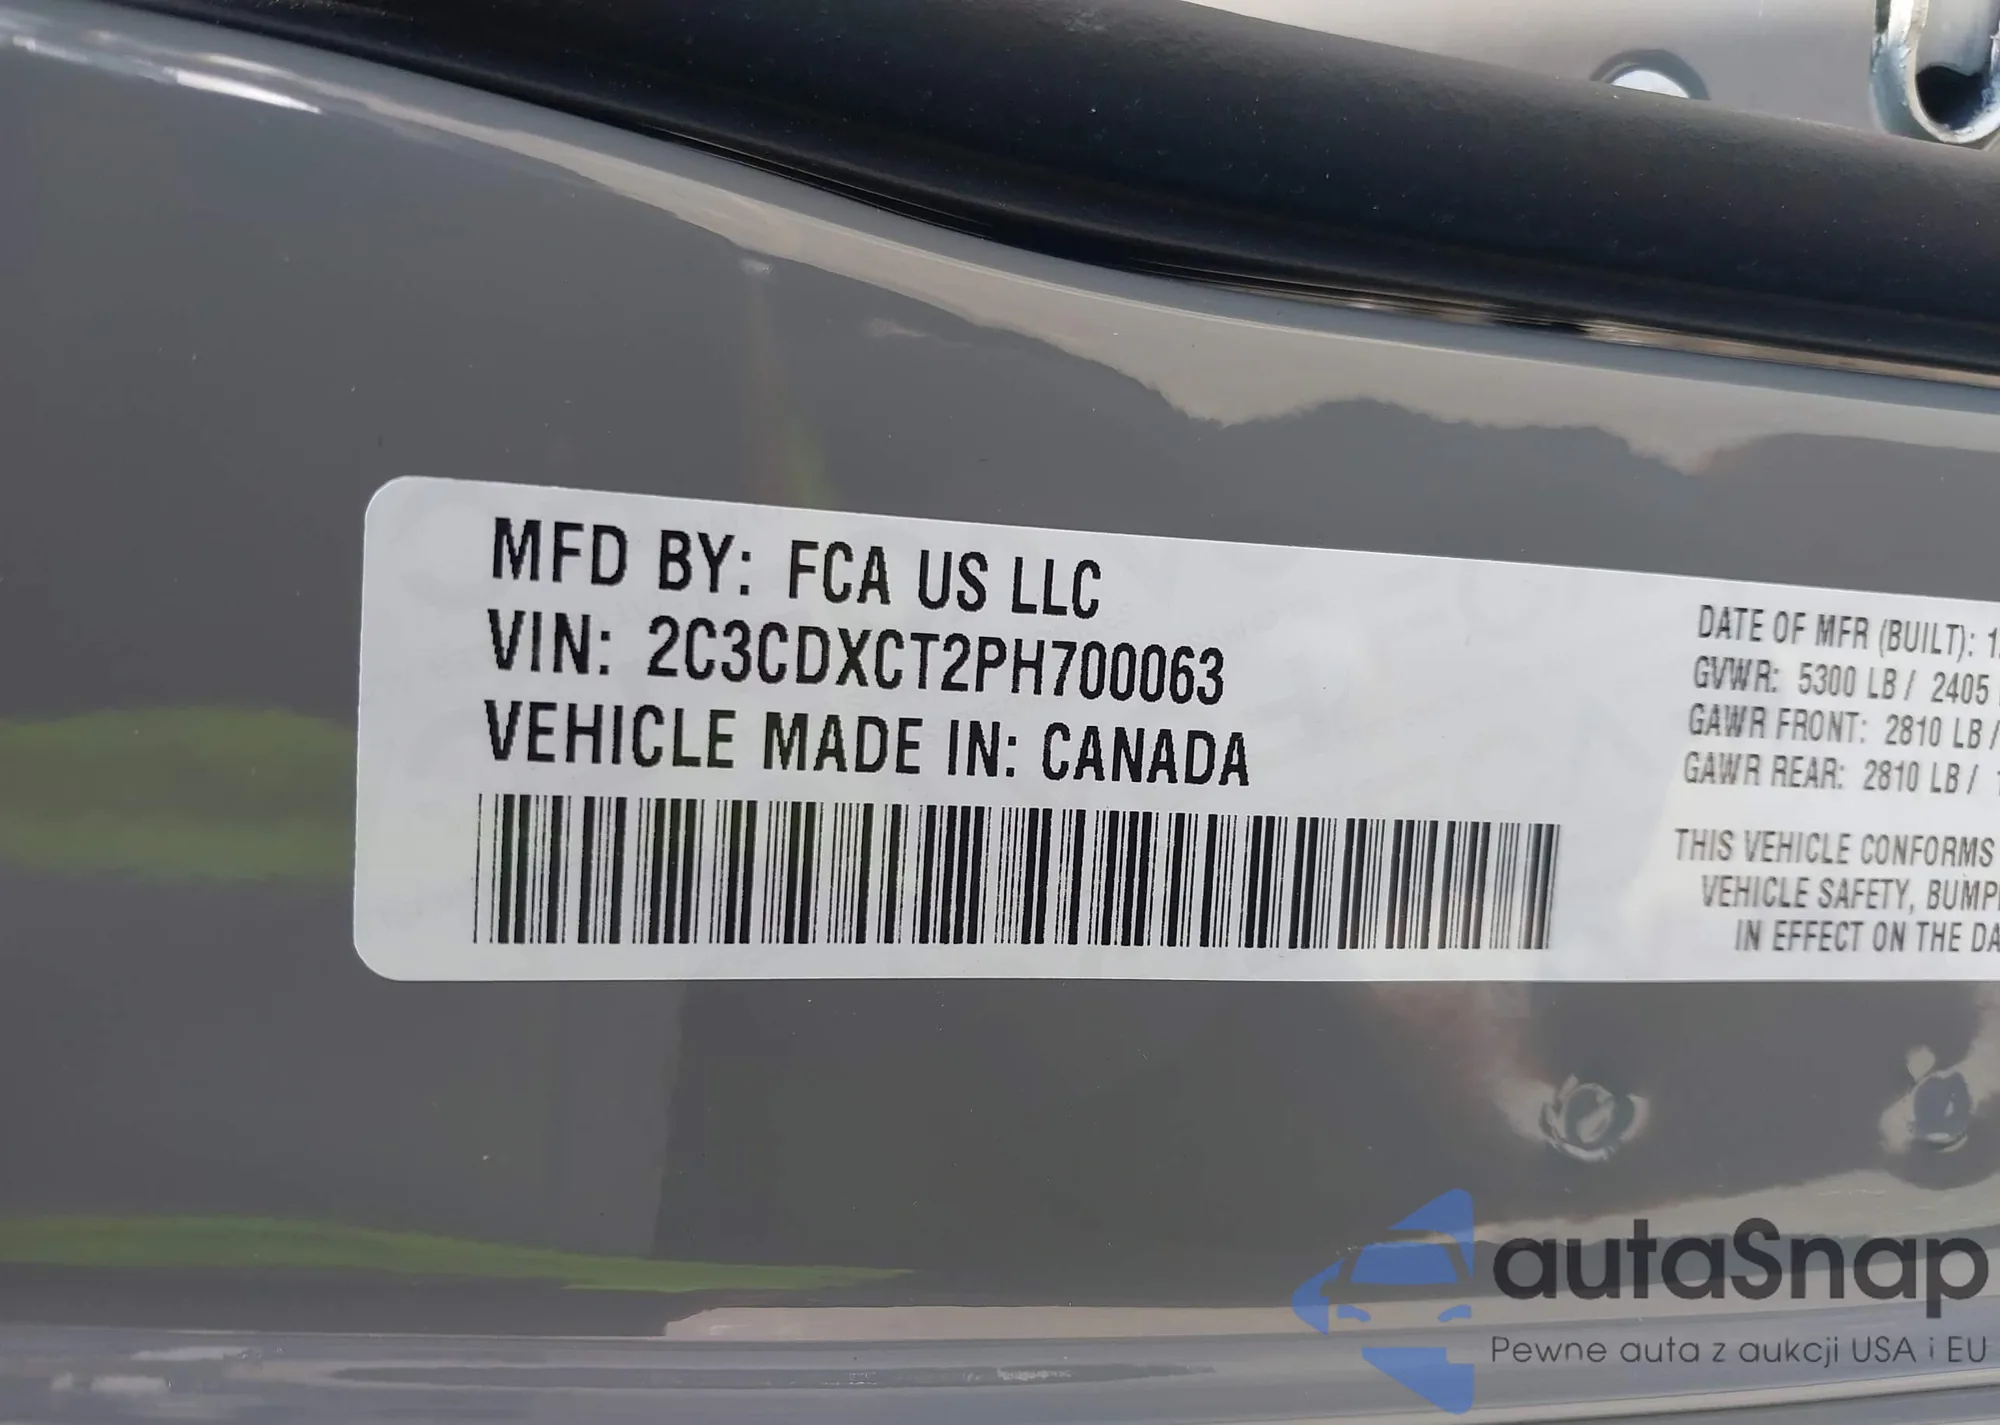 MFD BY: FCA US LLC
VIN: 2C3CDXCT2PH700063
VEHICLE MADE IN: CANADA
DATE OF MFR (BUILT): 1
GVWR: 5300 LB / 2405
GAWR FRONT: 2810 LB /
GAWR REAR: 2810 LB /
THIS VEHICLE CONFORMS
VEHICLE SAFETY,
IN EFFECT ON THE
autaSnap
Pewne auta z aukcji USA i EU